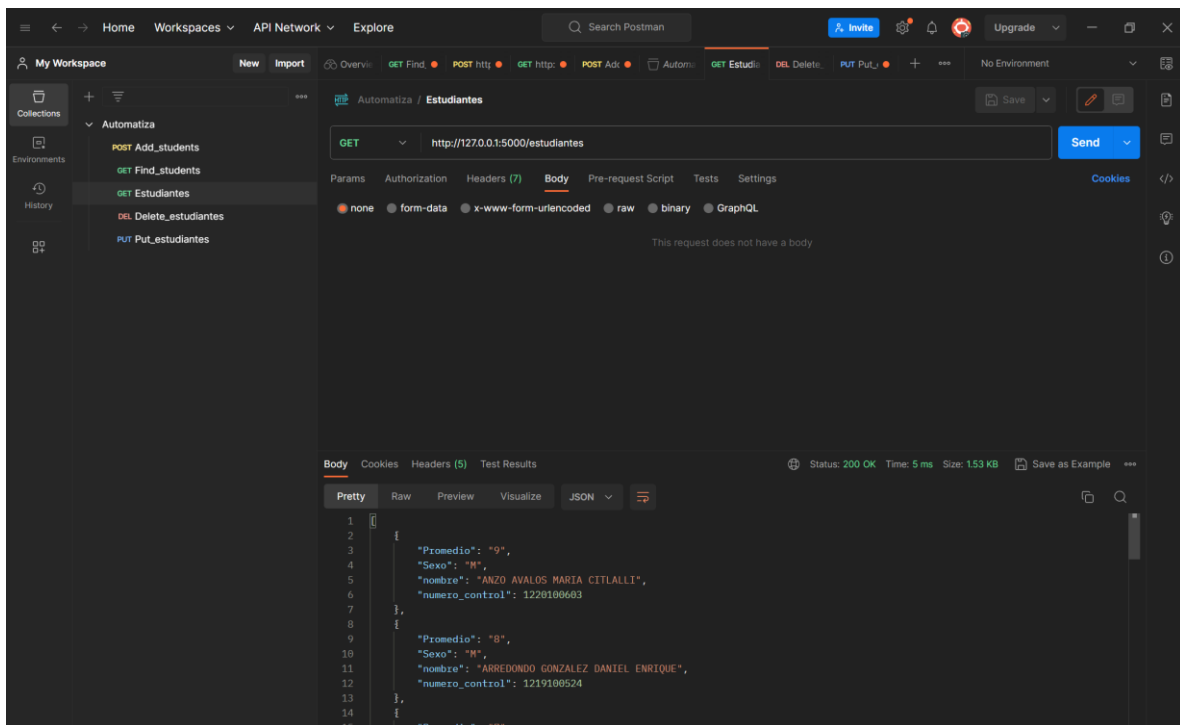 Home Workspaces API Network Explore Search Postman Invite Upgrade
My Workspace New Import
Overvie GET Find, POST http GET http: POST Adc Automa GET Estudia DEL Delete_ PUT Put_ No Environment
Collections
Environments
History
Automatiza
POST Add_students
GET Find_students
GET Estudiantes
DEL Delete_estudiantes
PUT Put_estudiantes
HTTP Automatiza / Estudiantes Save
GET http://127.0.0.1:5000/estudiantes Send
Params Authorization Headers (7) Body Pre-request Script Tests Settings Cookies
none form-data x-www-form-urlencoded raw binary GraphQL
This request does not have a body
Body Cookies Headers (5) Test Results Status: 200 OK Time: 5 ms Size: 1.53 KB Save as Example
Pretty Raw Preview Visualize JSON
1 [
2 {
3 "Promedio": "9",
4 "Sexo": "M",
5 "nombre": "ANZO AVALOS MARIA CITLALLI",
6 "numero_control": 1220100603
7 },
8 {
9 "Promedio": "8",
10 "Sexo": "M",
11 "nombre": "ARREDONDO GONZALEZ DANIEL ENRIQUE",
12 "numero_control": 1219100524
13 },
14 {